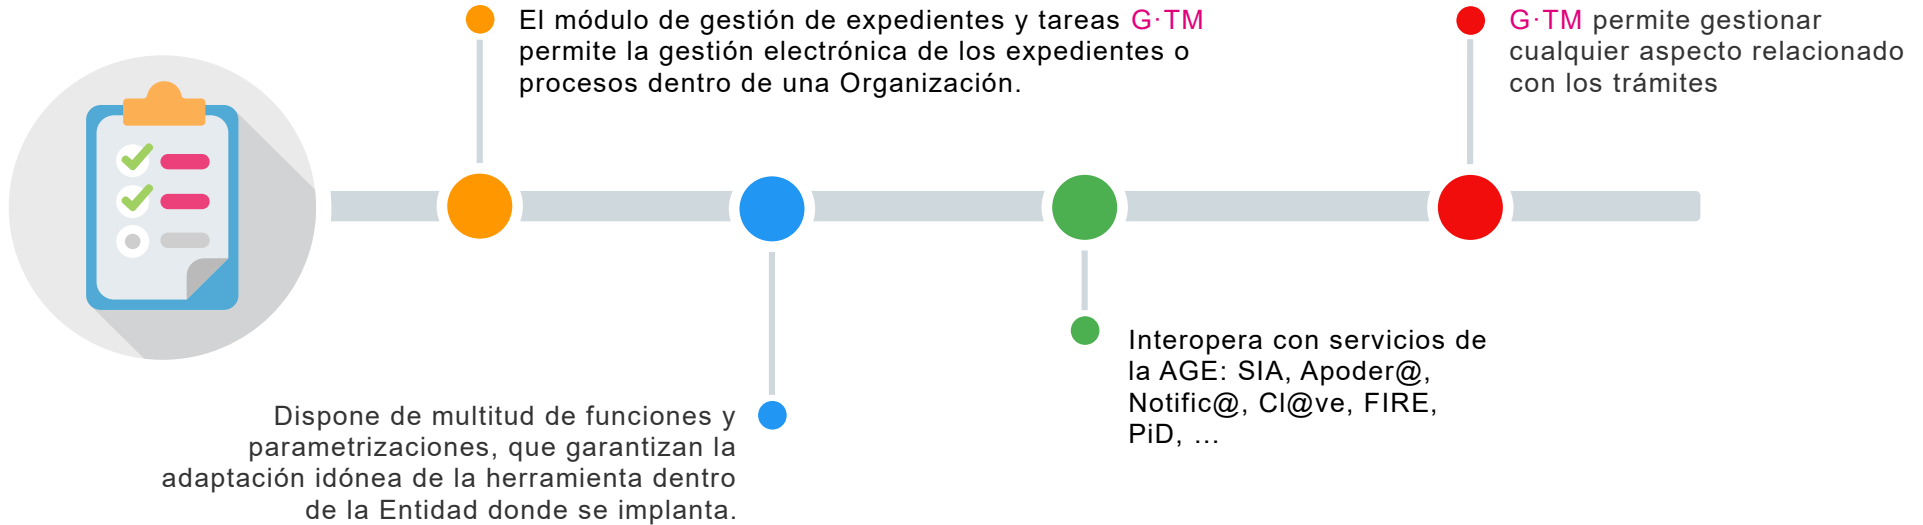 El módulo de gestión de expedientes y tareas G·TM
permite la gestión electrónica de los expedientes o
procesos dentro de una Organización.
Dispone de multitud de funciones y
parametrizaciones, que garantizan la
adaptación idónea de la herramienta dentro
de la Entidad donde se implanta.
Interopera con servicios de
la AGE: SIA, Apoder@,
Notific@, Cl@ve, FIRE,
PiD, ...
G·TM permite gestionar
cualquier aspecto relacionado
con los trámites